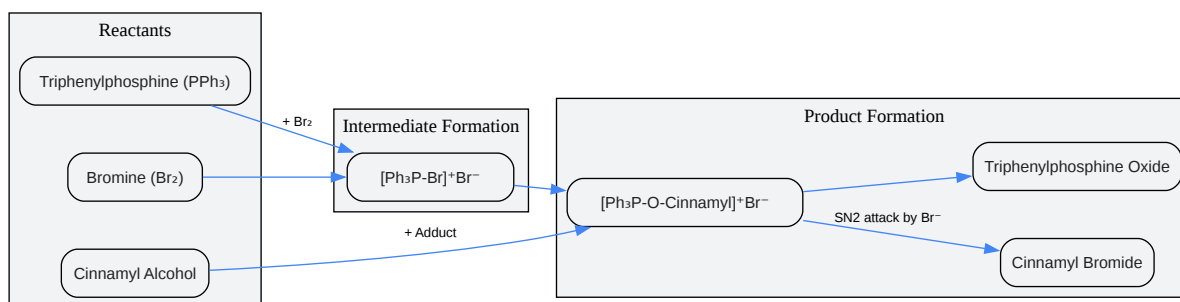 Reactants
Triphenylphosphine (PPh₃)
+ Br₂
Bromine (Br₂)
Cinnamyl Alcohol
+ Adduct
Intermediate Formation
[Ph₃P-Br]⁺Br⁻
Product Formation
[Ph₃P-O-Cinnamyl]⁺Br⁻
Triphenylphosphine Oxide
SN2 attack by Br⁻
Cinnamyl Bromide